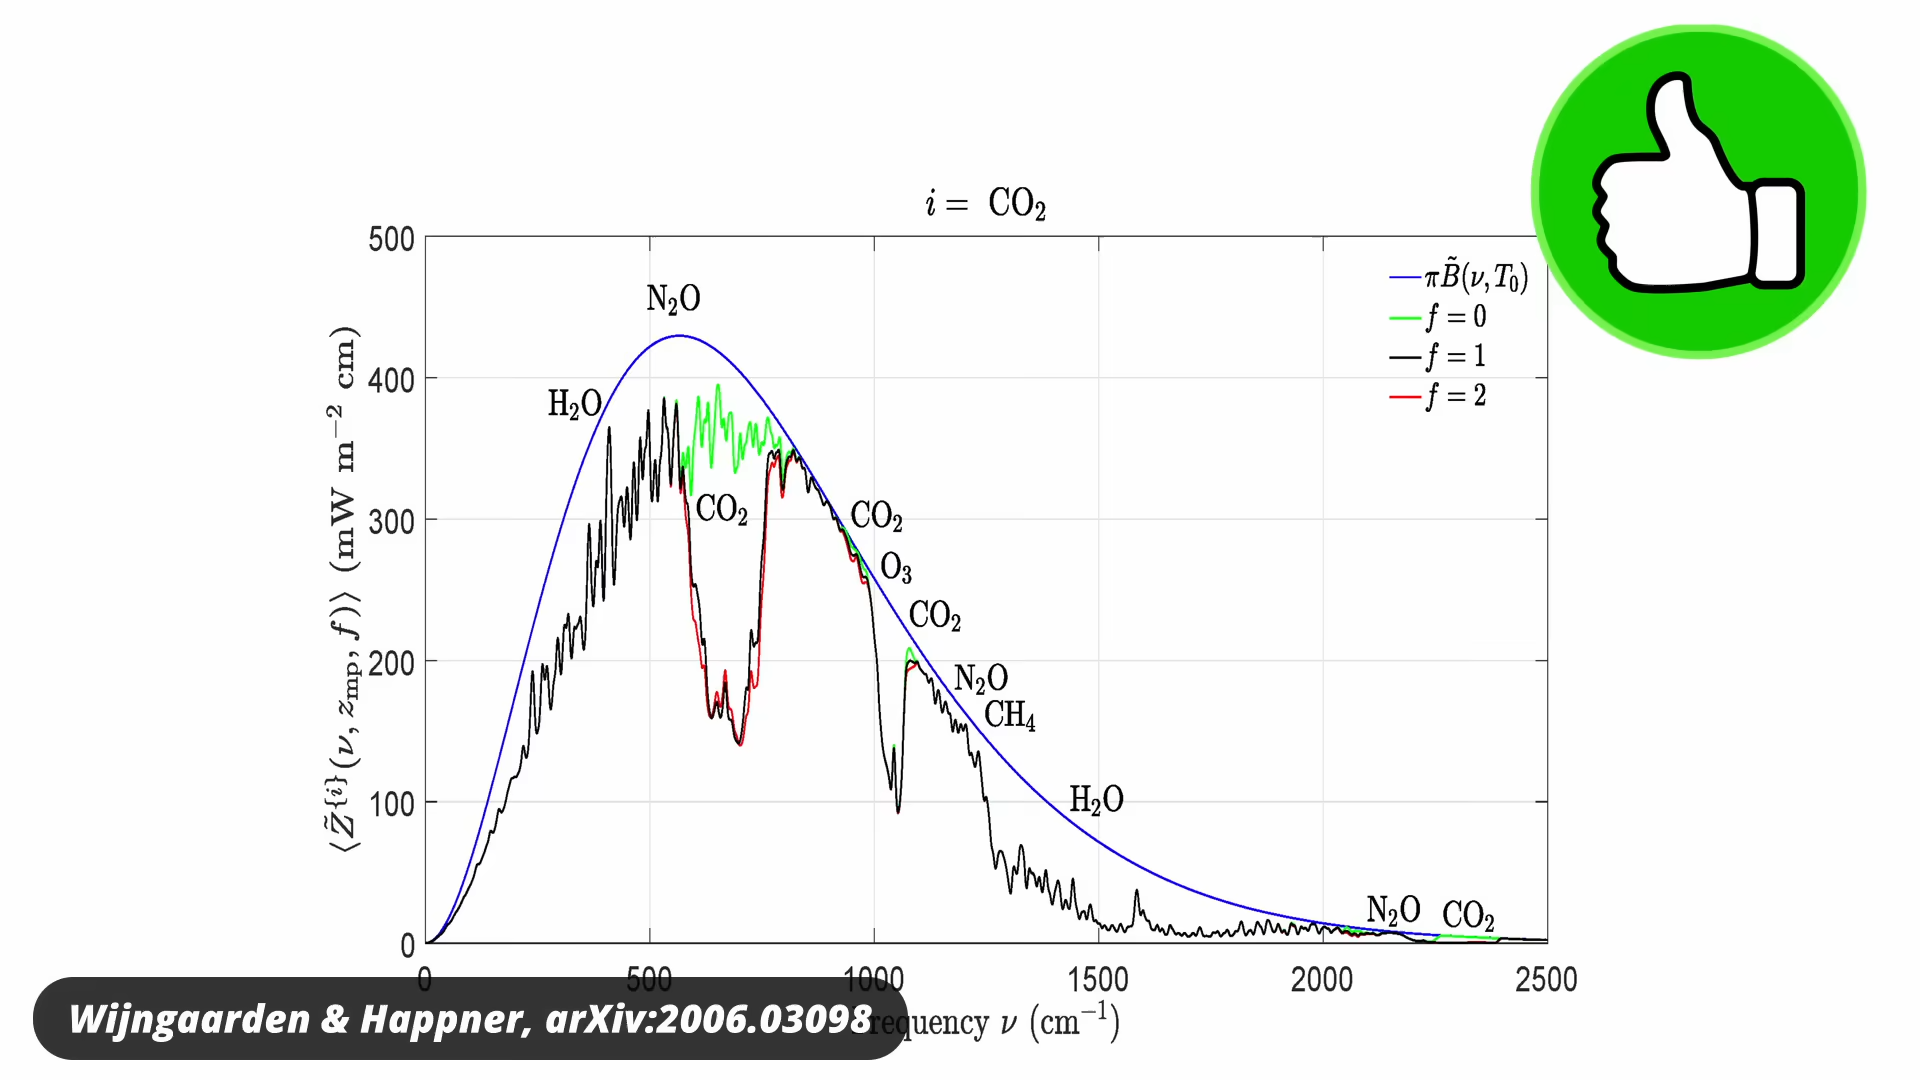 i = CO₂
500
400
300
200
100
0
⟨Z̃^{i}(ν, z_mp, f)⟩ (mW m⁻² cm)
N₂O
H₂O
CO₂
CO₂
O₃
CO₂
N₂O
CH₄
H₂O
N₂O
CO₂
πB̃(ν, T₀)
f = 0
f = 1
f = 2
0
500
1000
1500
2000
2500
requency ν (cm⁻¹)
Wijngaarden & Happner, arXiv:2006.03098